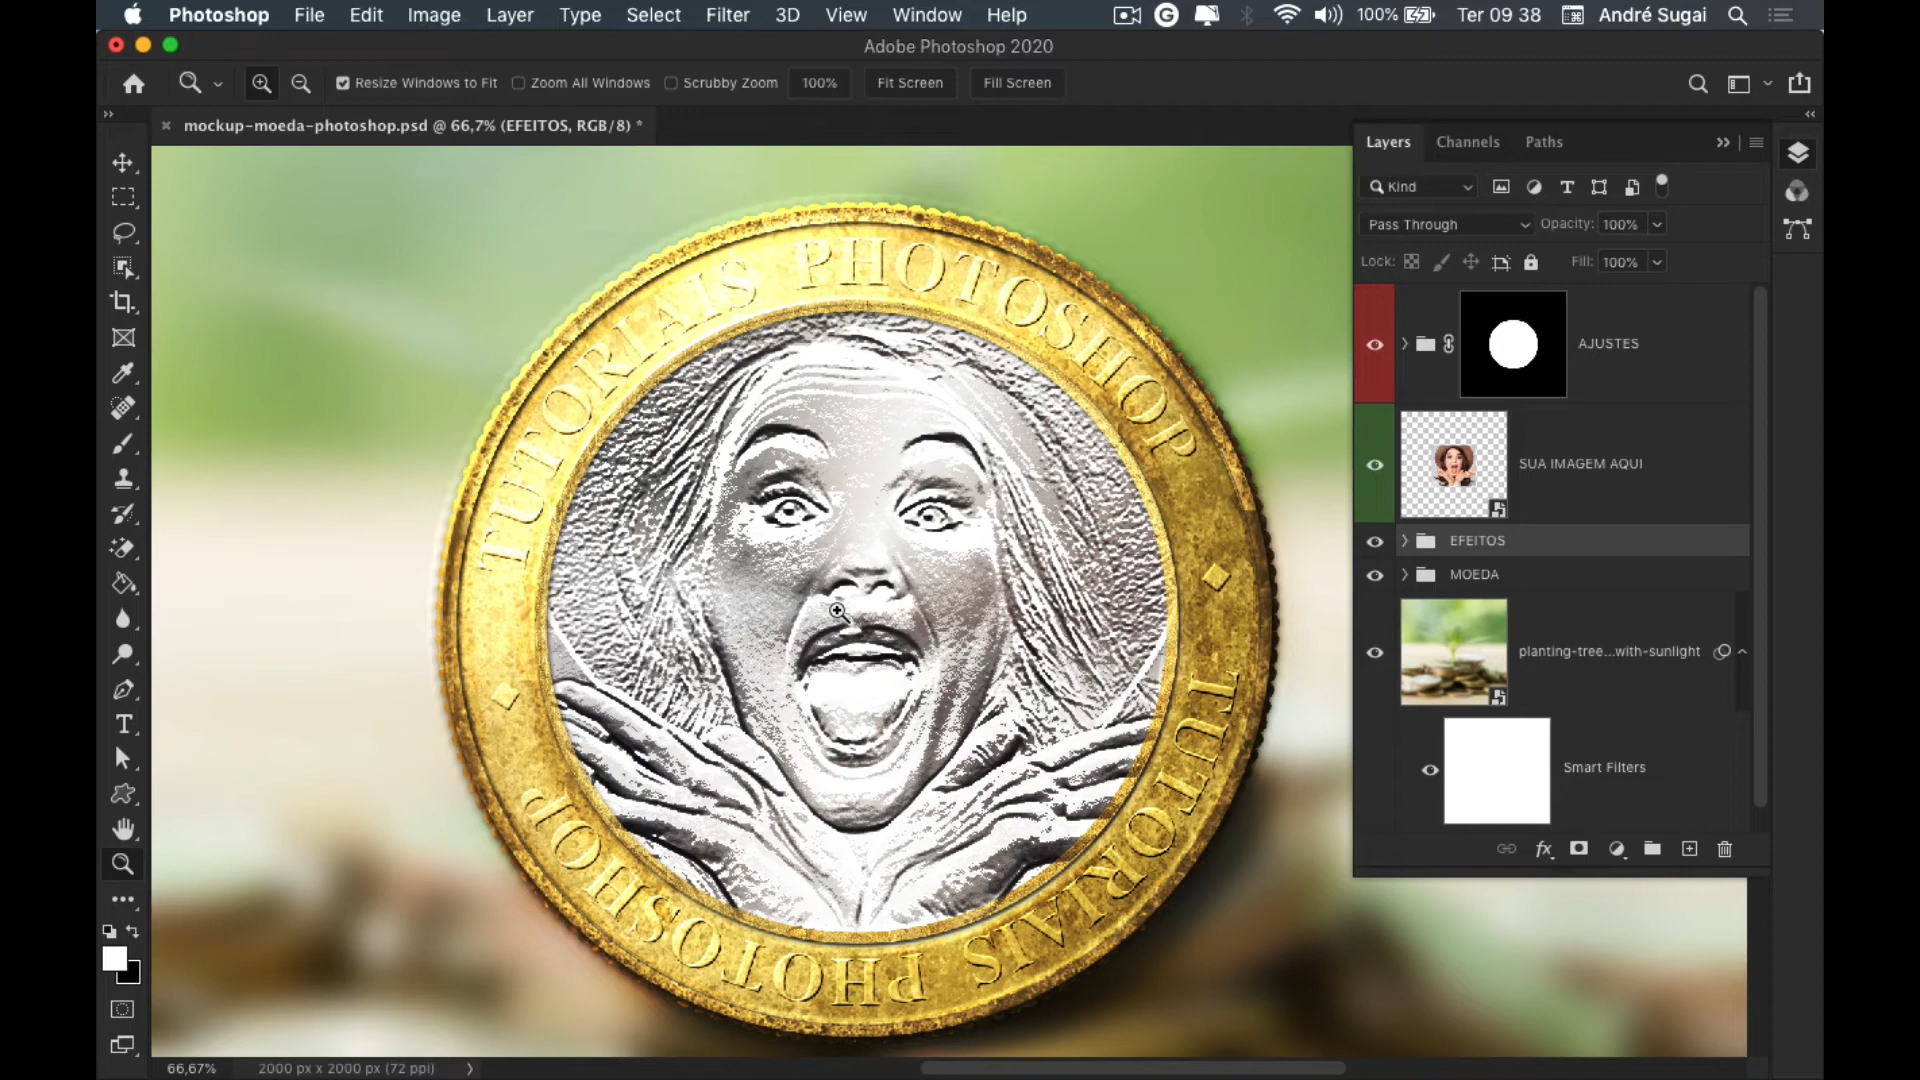 Photoshop File Edit Image Layer Type Select Filter 3D View Window Help 100% Ter 09 38 André Sugai
Adobe Photoshop 2020
Resize Windows to Fit Zoom All Windows Scrubby Zoom 100% Fit Screen Fill Screen
mockup-moeda-photoshop.psd @ 66,7% (EFEITOS, RGB/8) *
Layers Channels Paths
Kind
Pass Through Opacity: 100%
Lock: Fill: 100%
AJUSTES
SUA IMAGEM AQUI
EFEITOS
MOEDA
planting-tree...with-sunlight
Smart Filters
TUTORIAIS PHOTOSHOP
TUTORIAIS PHOTOSHOP
66,67% 2000 px x 2000 px (72 ppi)